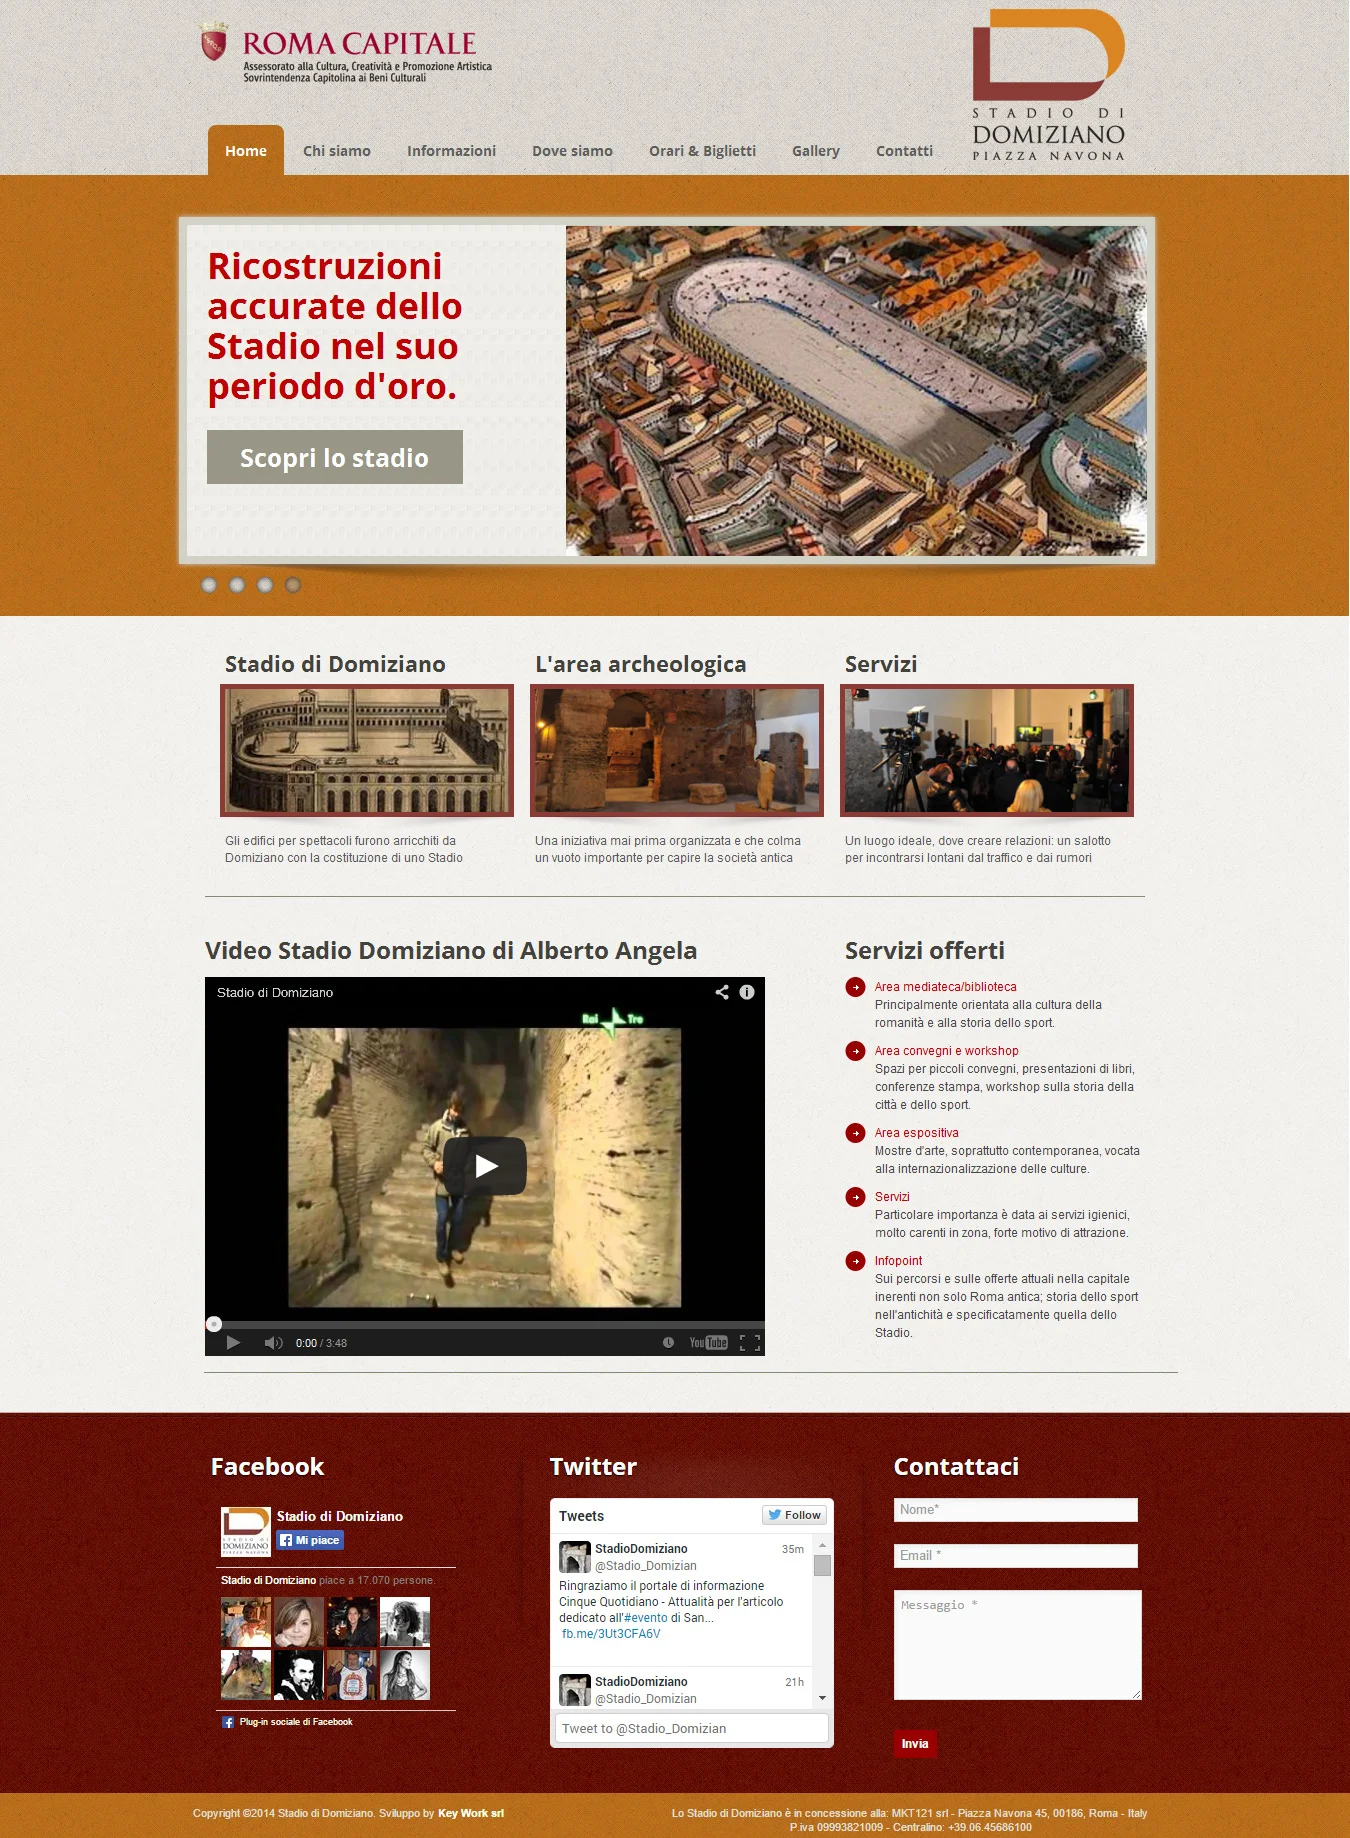 ROMA CAPITALE
Assessorato alla Cultura, Creatività e Promozione Artistica
Sovrintendenza Capitolina ai Beni Culturali
STADIO DI
DOMIZIANO
PIAZZA NAVONA
Home Chi siamo Informazioni Dove siamo Orari & Biglietti Gallery Contatti
Ricostruzioni
accurate dello
Stadio nel suo
periodo d'oro.
Scopri lo stadio
Stadio di Domiziano
L'area archeologica
Servizi
Gli edifici per spettacoli furono arricchiti da
Domiziano con la costituzione di uno Stadio
Una iniziativa mai prima organizzata e che colma
un vuoto importante per capire la società antica
Un luogo ideale, dove creare relazioni: un salotto
per incontrarsi lontani dal traffico e dai rumori
Video Stadio Domiziano di Alberto Angela
Stadio di Domiziano
Rai Tre
0:00 / 3:48
YouTube
Servizi offerti
Area mediateca/biblioteca
Principalmente orientata alla cultura della
romanità e alla storia dello sport.
Area convegni e workshop
Spazi per piccoli convegni, presentazioni di libri,
conferenze stampa, workshop sulla storia della
città e dello sport.
Area espositiva
Mostre d'arte, soprattutto contemporanea, vocata
alla internazionalizzazione delle culture.
Servizi
Particolare importanza è data ai servizi igienici,
molto carenti in zona, forte motivo di attrazione.
Infopoint
Sui percorsi e sulle offerte attuali nella capitale
inerenti non solo Roma antica; storia dello sport
nell'antichità e specificatamente quella dello
Stadio.
Facebook
STADIO DI
DOMIZIANO
PIAZZA NAVONA
Stadio di Domiziano
Mi piace
Stadio di Domiziano piace a 17.070 persone.
Plug-in sociale di Facebook
Twitter
Tweets
Follow
StadioDomiziano 35m
@Stadio_Domizian
Ringraziamo il portale di informazione
Cinque Quotidiano - Attualità per l'articolo
dedicato all'#evento di San...
fb.me/3Ut3CFA6V
StadioDomiziano 21h
@Stadio_Domizian
Tweet to @Stadio_Domizian
Contattaci
Nome*
Email *
Messaggio *
Invia
Copyright ©2014 Stadio di Domiziano. Sviluppo by Key Work srl
Lo Stadio di Domiziano è in concessione alla: MKT121 srl - Piazza Navona 45, 00186, Roma - Italy
P.iva 09993821009 - Centralino: +39.06.45686100